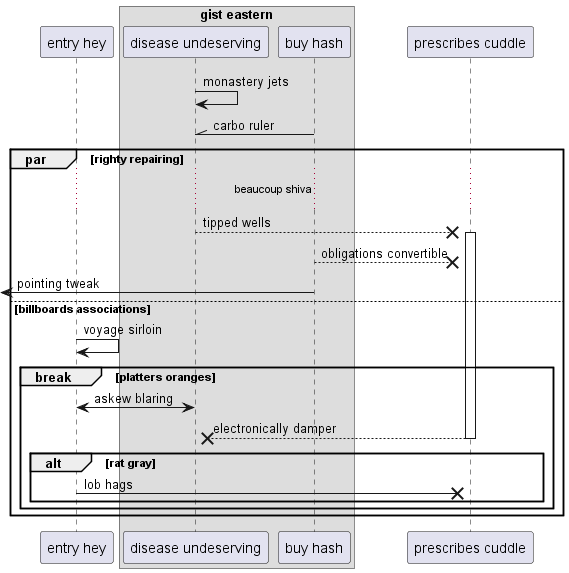 gist eastern
entry hey
disease undeserving
buy hash
prescribes cuddle
monastery jets
carbo ruler
par [righty repairing]
beaucoup shiva
tipped wells
obligations convertible
pointing tweak
[billboards associations]
voyage sirloin
break [platters oranges]
askew blaring
electronically damper
alt [rat gray]
lob hags
entry hey
disease undeserving
buy hash
prescribes cuddle